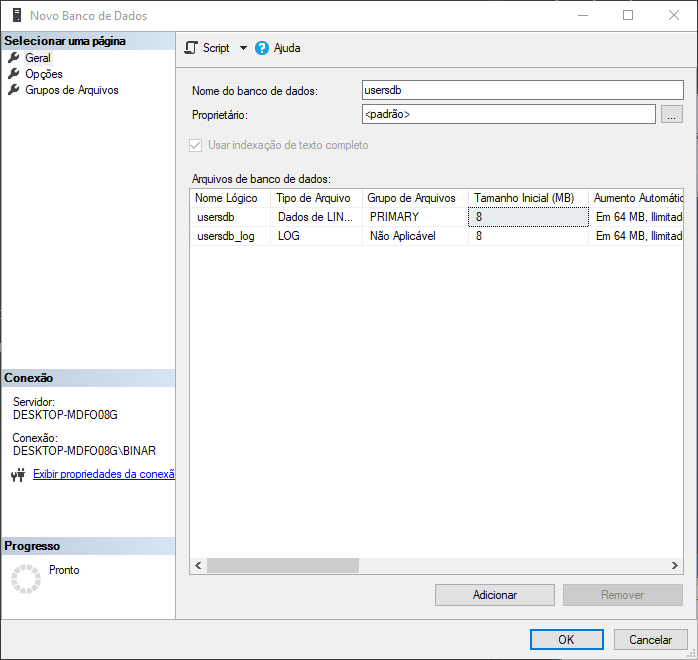 Novo Banco de Dados
Selecionar uma página
Geral
Opções
Grupos de Arquivos
Script
Ajuda
Nome do banco de dados: usersdb
Proprietário: <padrão> ...
Usar indexação de texto completo
Arquivos de banco de dados:
Nome Lógico Tipo de Arquivo Grupo de Arquivos Tamanho Inicial (MB) Aumento Automátic
usersdb Dados de LIN... PRIMARY 8 Em 64 MB, Ilimitad
usersdb_log LOG Não Aplicável 8 Em 64 MB, Ilimitad
Conexão
Servidor:
DESKTOP-MDFO08G
Conexão:
DESKTOP-MDFO08G\BINAR
Exibir propriedades da conexã
Progresso
Pronto
Adicionar Remover
OK Cancelar